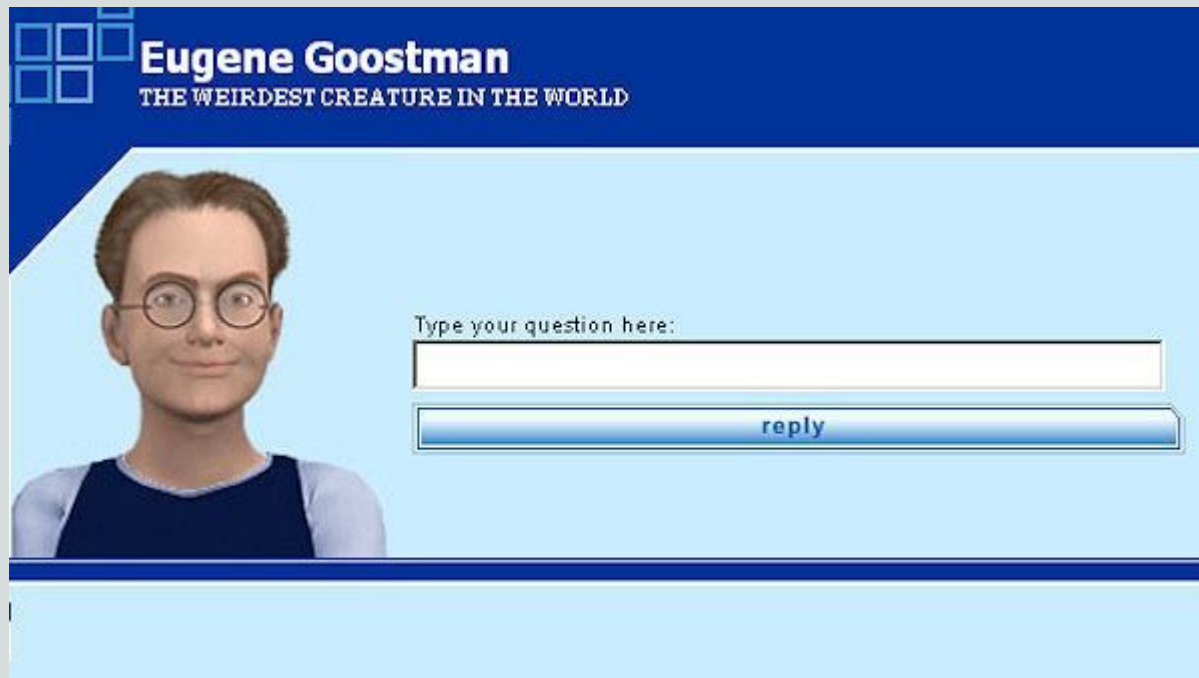 Eugene Goostman
THE WEIRDEST CREATURE IN THE WORLD
Type your question here:
reply